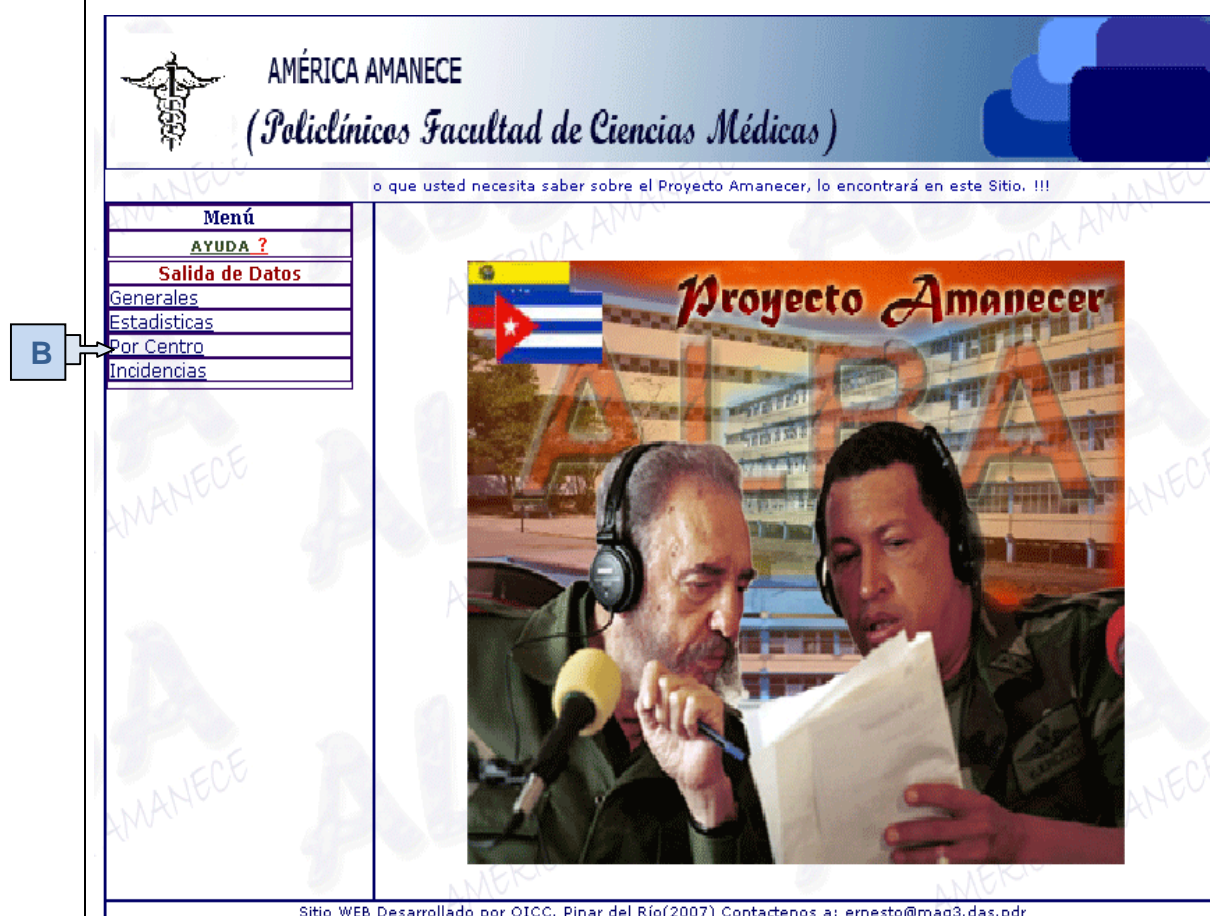 AMÉRICA AMANECE
(Policlínicos Facultad de Ciencias Médicas)
o que usted necesita saber sobre el Proyecto Amanecer, lo encontrará en este Sitio. !!!
Menú
AYUDA ?
Salida de Datos
Generales
Estadisticas
Por Centro
Incidencias
B
Proyecto Amanecer
ALBA
Sitio WEB Desarrollado por OICC. Pinar del Río(2007) Contactenos a: ernesto@mag3.das.pdr